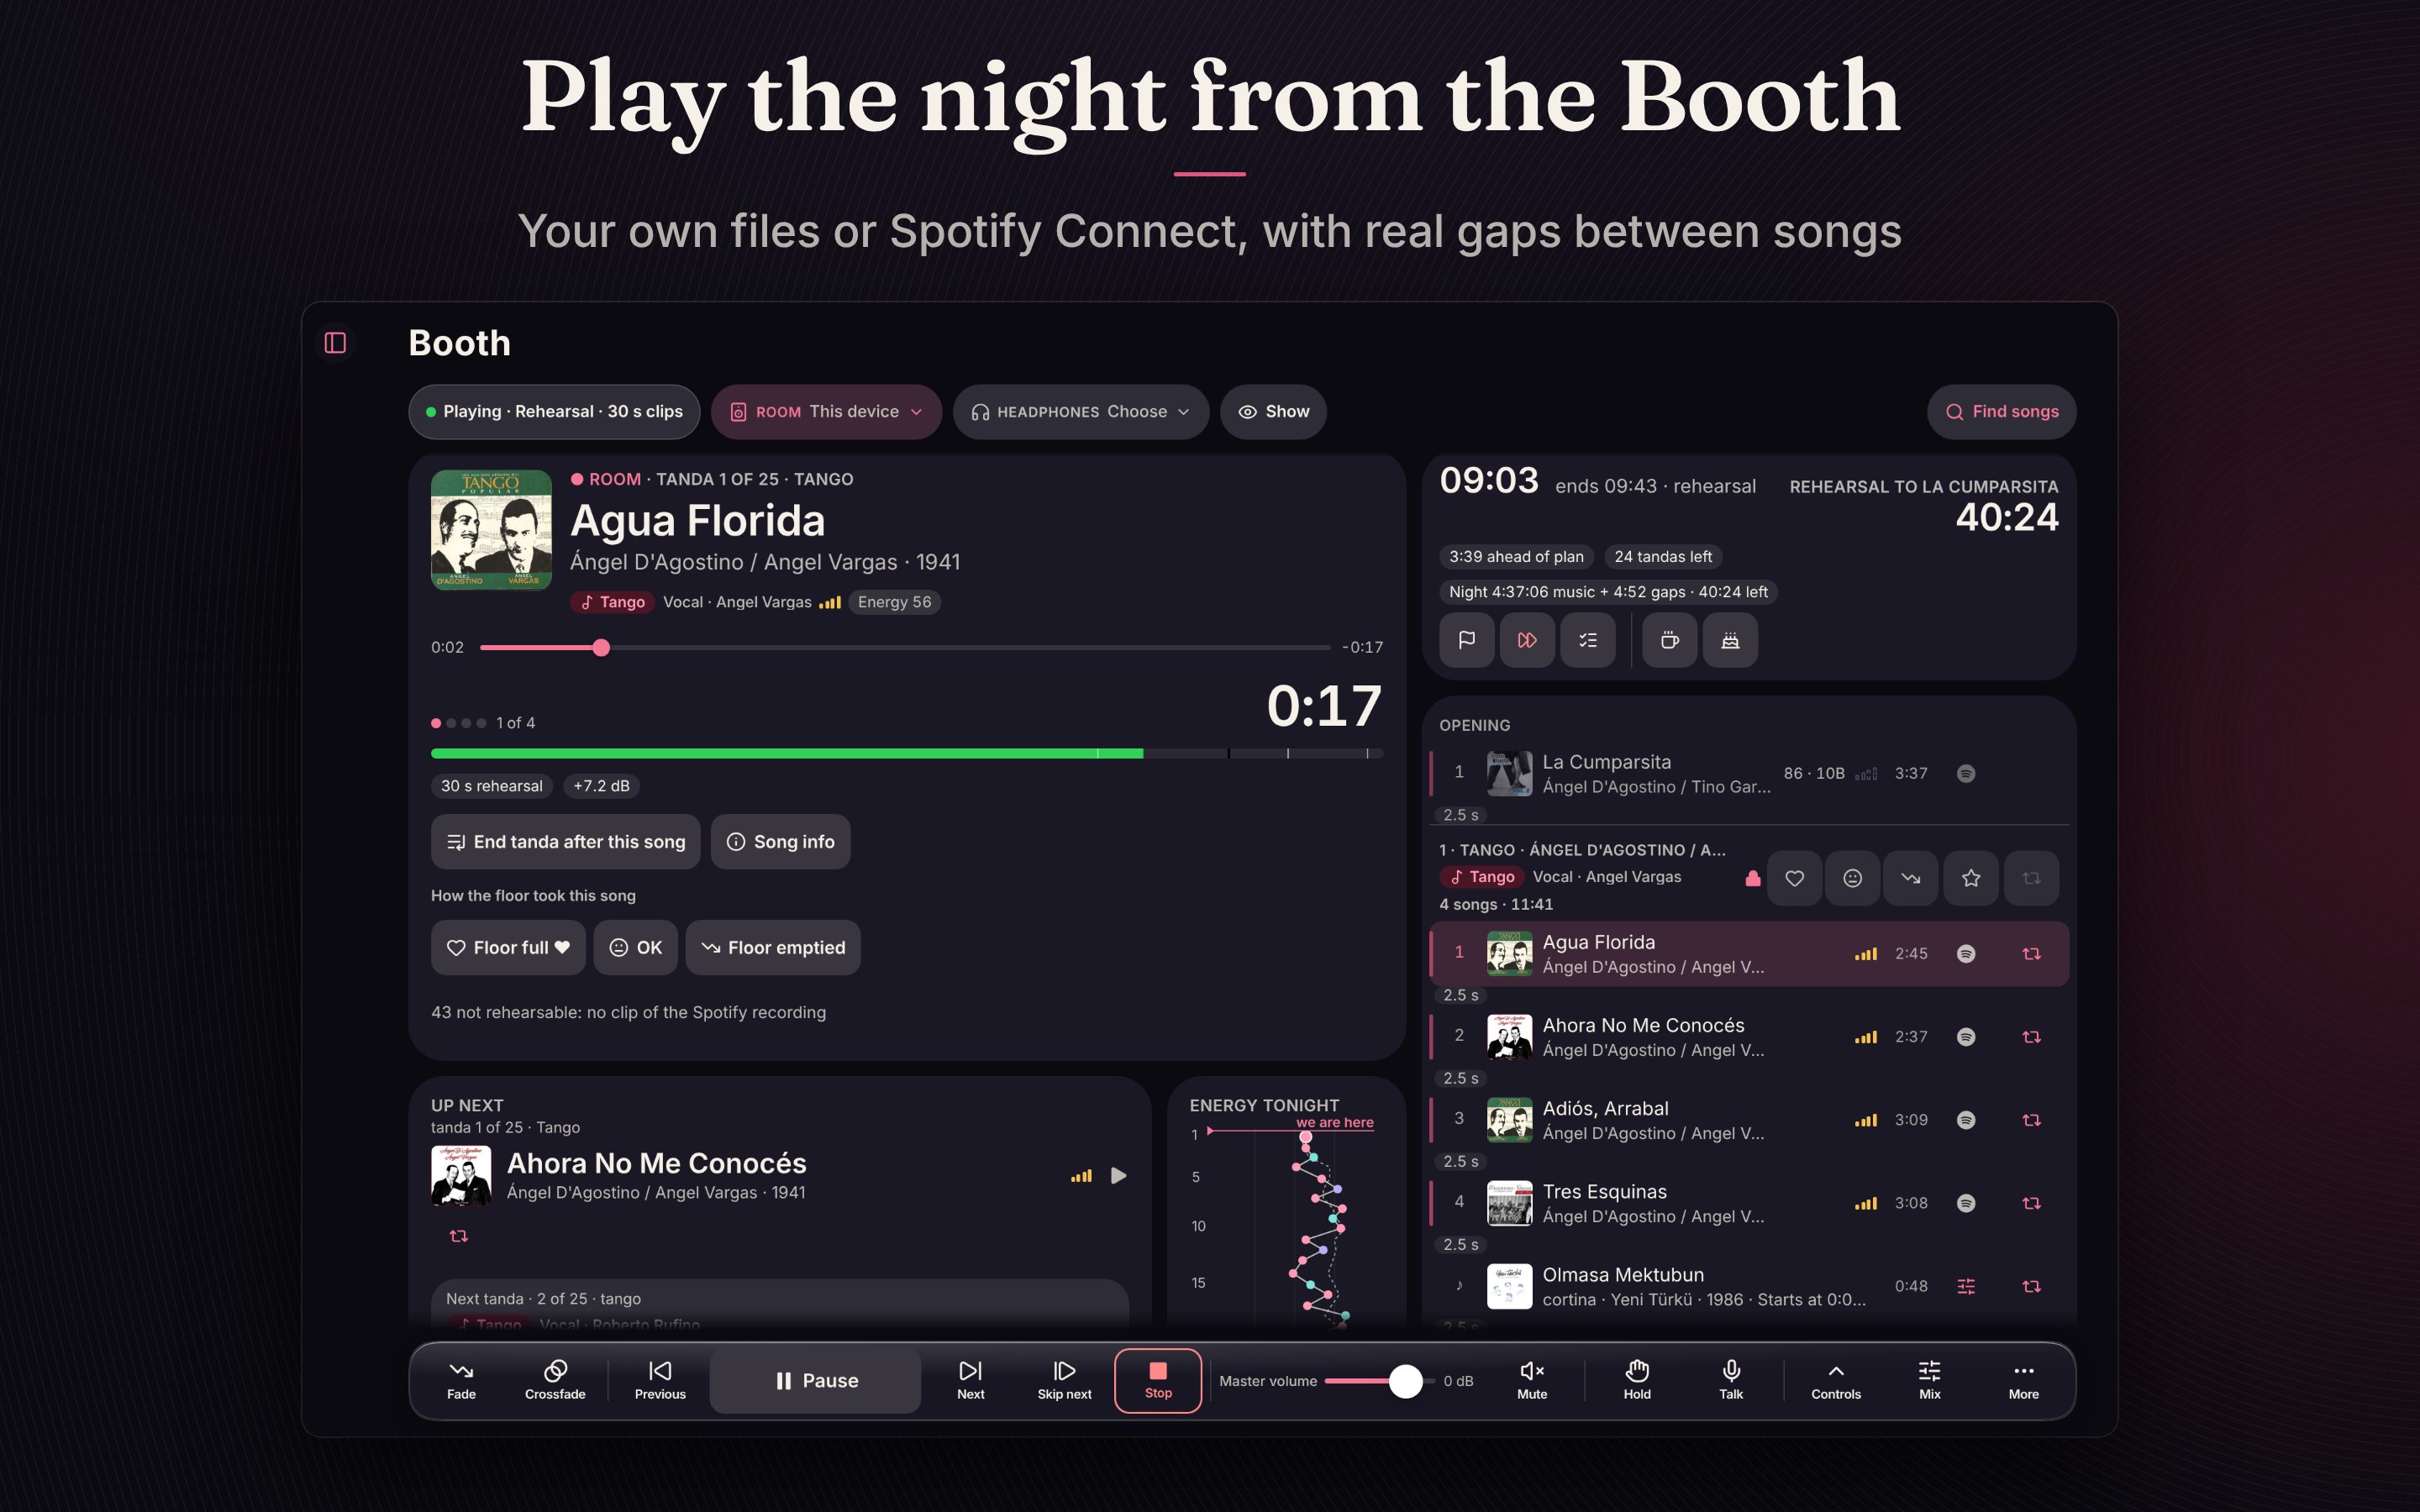 Play the night from the Booth
Your own files or Spotify Connect, with real gaps between songs
Booth
Playing · Rehearsal · 30 s clips
ROOM This device
HEADPHONES Choose
Show
Find songs
TANGO
POPULAR
ANGEL D'AGOSTINO
ANGEL VARGAS
ROOM · TANDA 1 OF 25 · TANGO
Agua Florida
Ángel D'Agostino / Angel Vargas · 1941
Tango Vocal · Angel Vargas Energy 56
0:02
-0:17
1 of 4
0:17
30 s rehearsal
+7.2 dB
End tanda after this song
Song info
How the floor took this song
Floor full ♥
OK
Floor emptied
43 not rehearsable: no clip of the Spotify recording
UP NEXT
tanda 1 of 25 · Tango
Ahora No Me Conocés
Ángel D'Agostino / Angel Vargas · 1941
Next tanda · 2 of 25 · tango
Tango Vocal · Roberto Rufino
ENERGY TONIGHT
we are here
1
5
10
15
09:03 ends 09:43 · rehearsal
REHEARSAL TO LA CUMPARSITA
40:24
3:39 ahead of plan
24 tandas left
Night 4:37:06 music + 4:52 gaps · 40:24 left
OPENING
1
La Cumparsita
Ángel D'Agostino / Tino Gar...
86 · 10B
3:37
2.5 s
1 · TANGO · ÁNGEL D'AGOSTINO / A...
Tango Vocal · Angel Vargas
4 songs · 11:41
1
Agua Florida
Ángel D'Agostino / Angel V...
2:45
2.5 s
2
Ahora No Me Conocés
Ángel D'Agostino / Angel V...
2:37
2.5 s
3
Adiós, Arrabal
Ángel D'Agostino / Angel V...
3:09
2.5 s
4
Tres Esquinas
Ángel D'Agostino / Angel V...
3:08
2.5 s
♪
Olmasa Mektubun
cortina · Yeni Türkü · 1986 · Starts at 0:0...
0:48
2.5 s
Fade
Crossfade
Previous
Pause
Next
Skip next
Stop
Master volume
0 dB
Mute
Hold
Talk
Controls
Mix
More